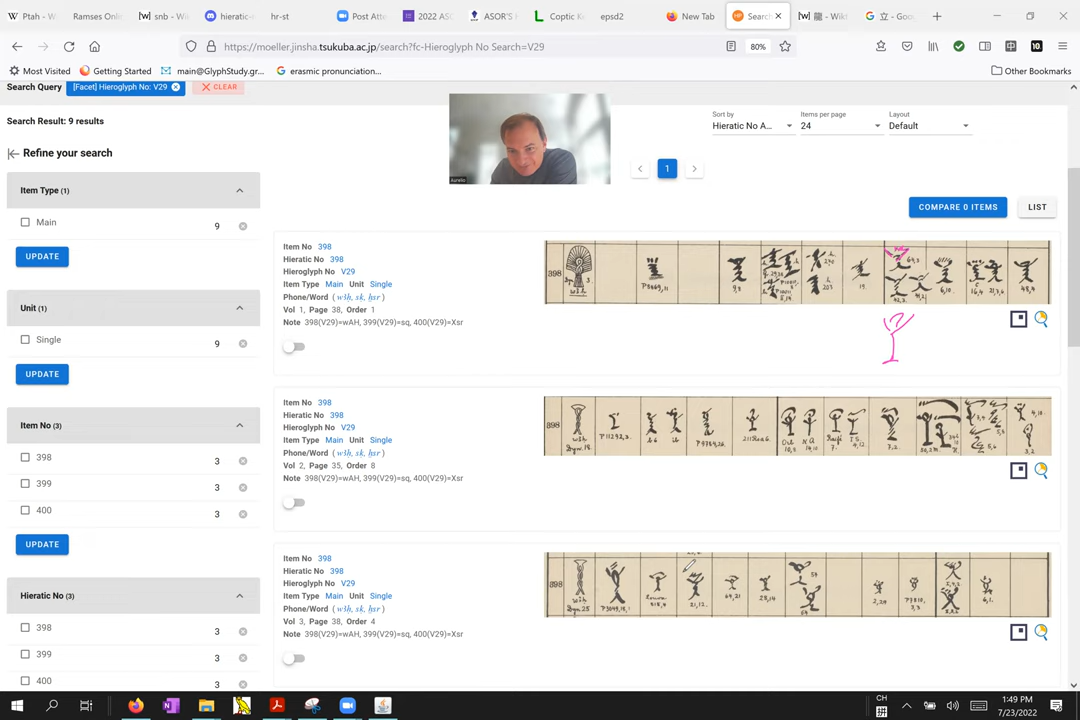 Ptah - W
Ramses Onlin
snb - Wi
hieratic-
hr-st
Post Atte
2022 ASO
ASOR'S H
Coptic Ke
epsd2
New Tab
Search
龍 - Wikt
立 - Goo
https://moeller.jinsha.tsukuba.ac.jp/search?fc-Hieroglyph No Search=V29
80%
Most Visited
Getting Started
main@GlyphStudy.gr...
erasmic pronunciation...
Other Bookmarks
Search Query
[Facet] Hieroglyph No: V29
CLEAR
Search Result: 9 results
Sort by
Hieratic No A...
Items per page
24
Layout
Default
Refine your search
1
COMPARE 0 ITEMS
LIST
Item Type (1)
Main
9
UPDATE
Unit (1)
Single
9
UPDATE
Item No (3)
398
3
399
3
400
3
UPDATE
Hieratic No (3)
398
3
399
3
400
3
Item No 398
Hieratic No 398
Hieroglyph No V29
Item Type Main Unit Single
Phone/Word ( wꜣḥ, sk, ḫsr )
Vol 1, Page 38, Order 1
Note 398(V29)=wAH, 399(V29)=sq, 400(V29)=Xsr
398
Item No 398
Hieratic No 398
Hieroglyph No V29
Item Type Main Unit Single
Phone/Word ( wꜣḥ, sk, ḫsr )
Vol 2, Page 35, Order 8
Note 398(V29)=wAH, 399(V29)=sq, 400(V29)=Xsr
398
Item No 398
Hieratic No 398
Hieroglyph No V29
Item Type Main Unit Single
Phone/Word ( wꜣḥ, sk, ḫsr )
Vol 3, Page 38, Order 4
Note 398(V29)=wAH, 399(V29)=sq, 400(V29)=Xsr
398
CH
1:49 PM
7/23/2022